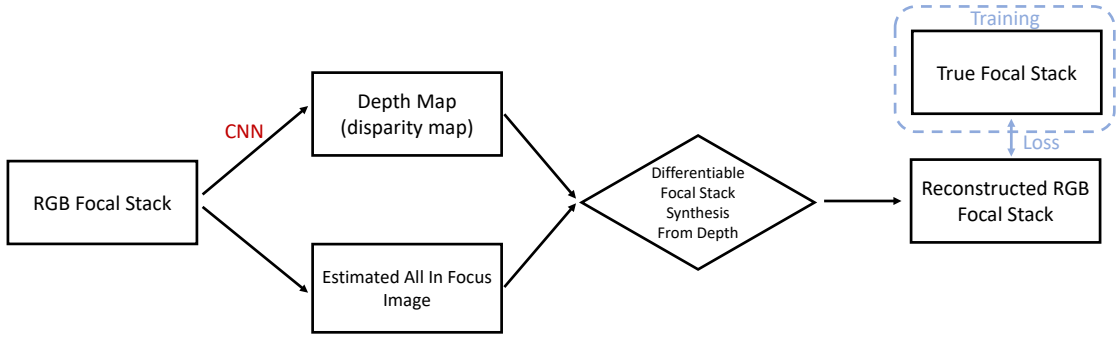 RGB Focal Stack
CNN
Depth Map
(disparity map)
Estimated All In Focus
Image
Differentiable
Focal Stack
Synthesis
From Depth
Training
True Focal Stack
Loss
Reconstructed RGB
Focal Stack